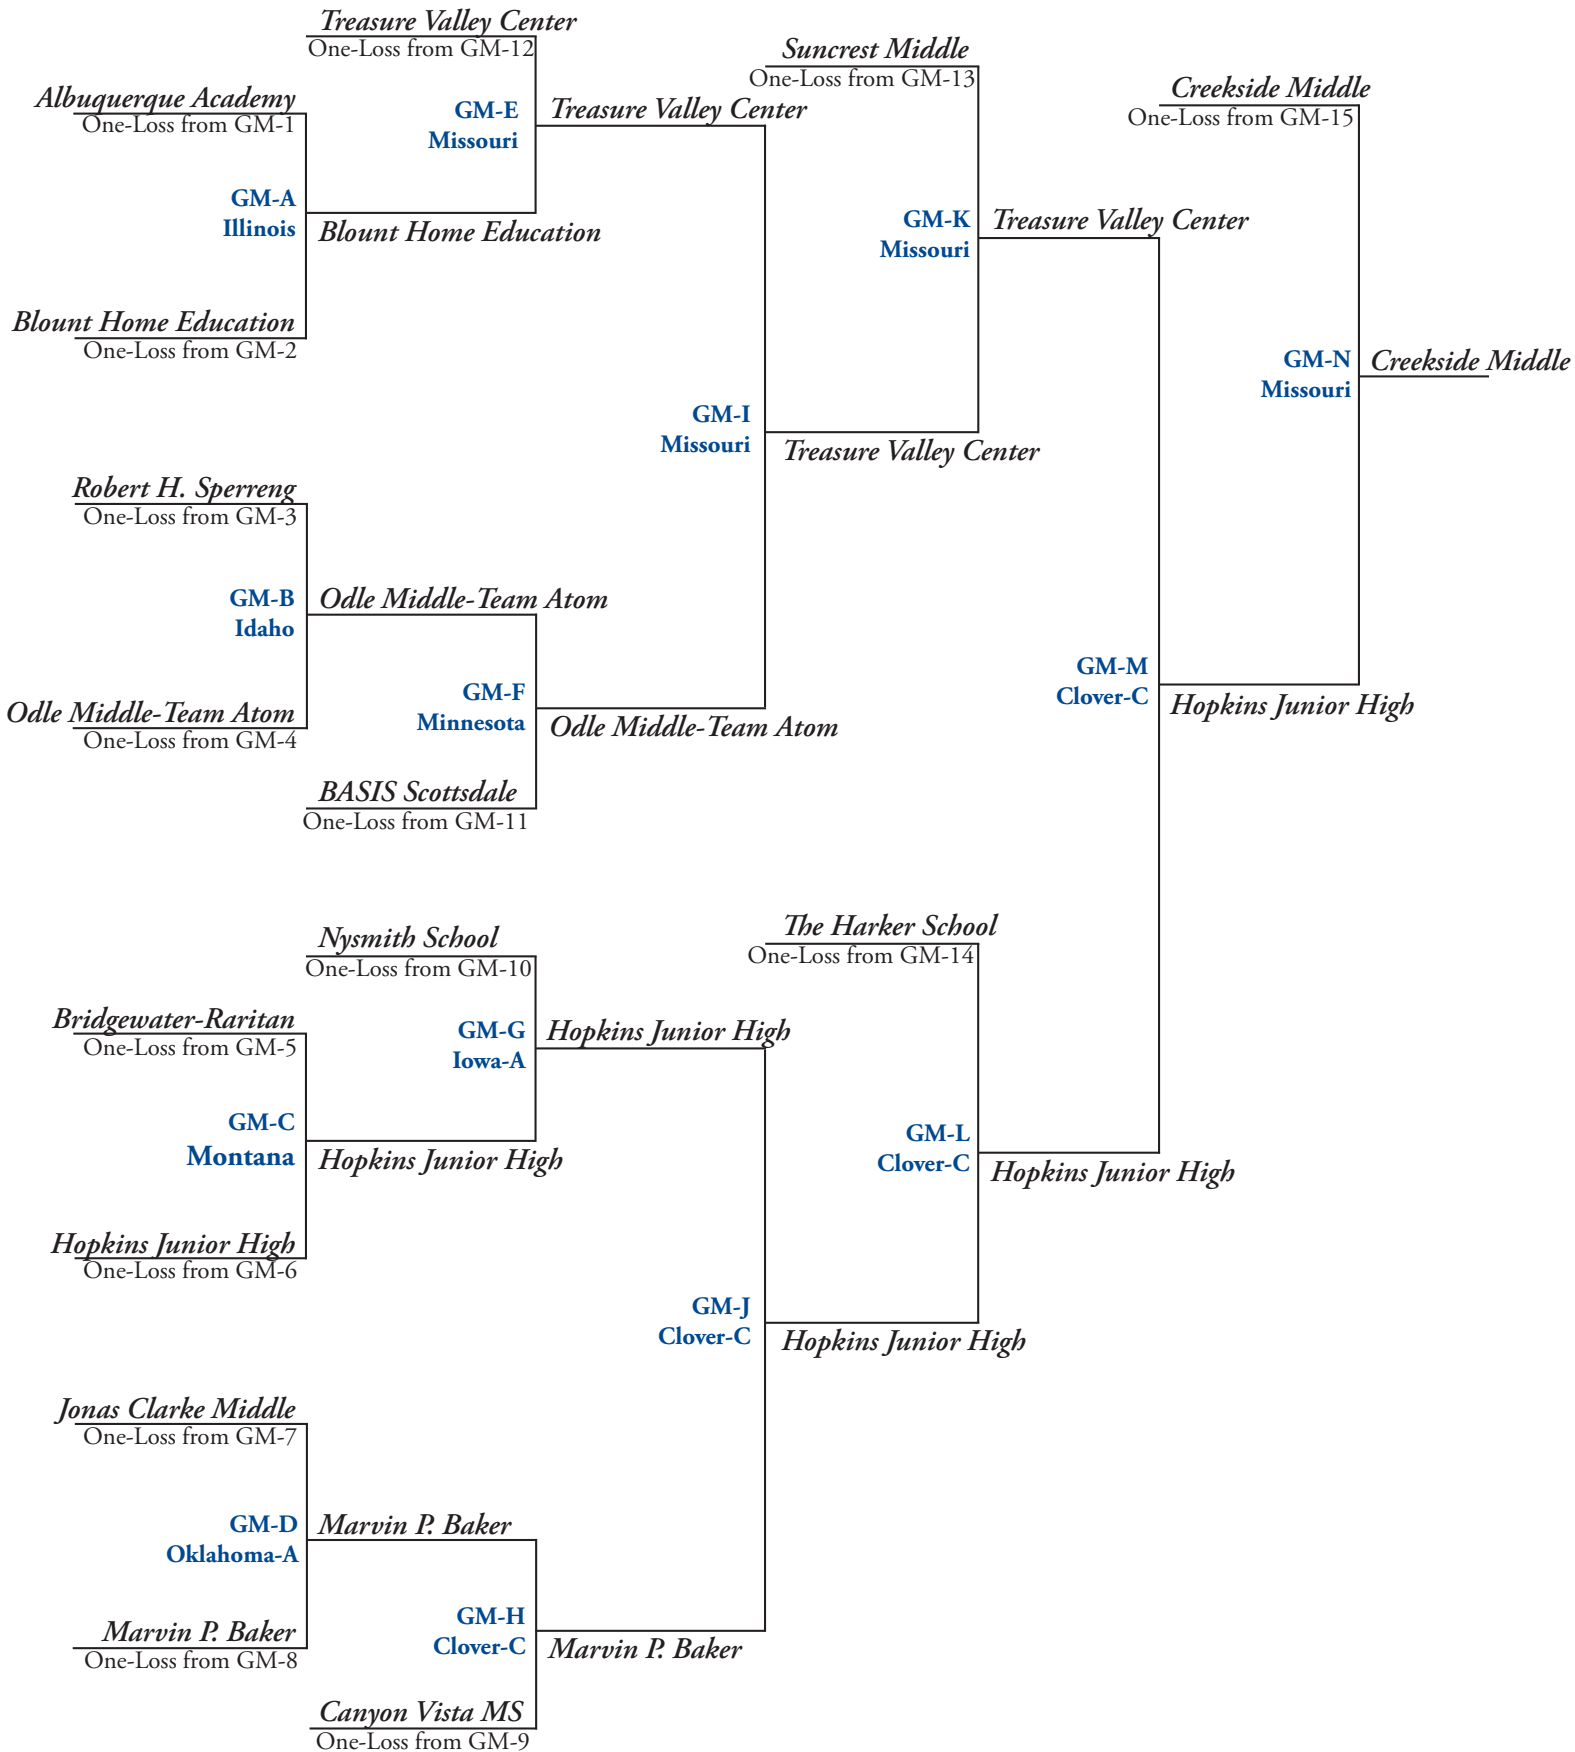 Treasure Valley Center
One-Loss from GM-12
Suncrest Middle
One-Loss from GM-13
Creekside Middle
One-Loss from GM-15
Albuquerque Academy
One-Loss from GM-1
GM-E
Missouri
Treasure Valley Center
GM-A
Illinois
Blount Home Education
GM-K
Missouri
Treasure Valley Center
Blount Home Education
One-Loss from GM-2
GM-N
Missouri
Creekside Middle
GM-I
Missouri
Treasure Valley Center
Robert H. Sperreng
One-Loss from GM-3
GM-B
Idaho
Odle Middle-Team Atom
GM-M
Clover-C
Hopkins Junior High
Odle Middle-Team Atom
One-Loss from GM-4
GM-F
Minnesota
Odle Middle-Team Atom
BASIS Scottsdale
One-Loss from GM-11
Nysmith School
One-Loss from GM-10
The Harker School
One-Loss from GM-14
Bridgewater-Raritan
One-Loss from GM-5
GM-G
Iowa-A
Hopkins Junior High
GM-C
Montana
Hopkins Junior High
GM-L
Clover-C
Hopkins Junior High
Hopkins Junior High
One-Loss from GM-6
GM-J
Clover-C
Hopkins Junior High
Jonas Clarke Middle
One-Loss from GM-7
GM-D
Oklahoma-A
Marvin P. Baker
Marvin P. Baker
One-Loss from GM-8
GM-H
Clover-C
Marvin P. Baker
Canyon Vista MS
One-Loss from GM-9